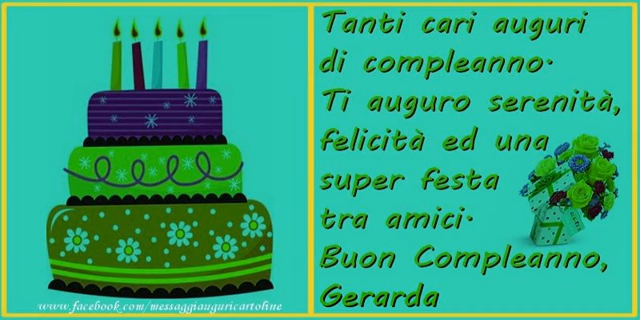 Tanti cari auguri
di compleanno.
Ti auguro serenità,
felicità ed una
super festa
tra amici.
Buon Compleanno,
Gerarda
www.facebook.com/messaggiauguricartoline